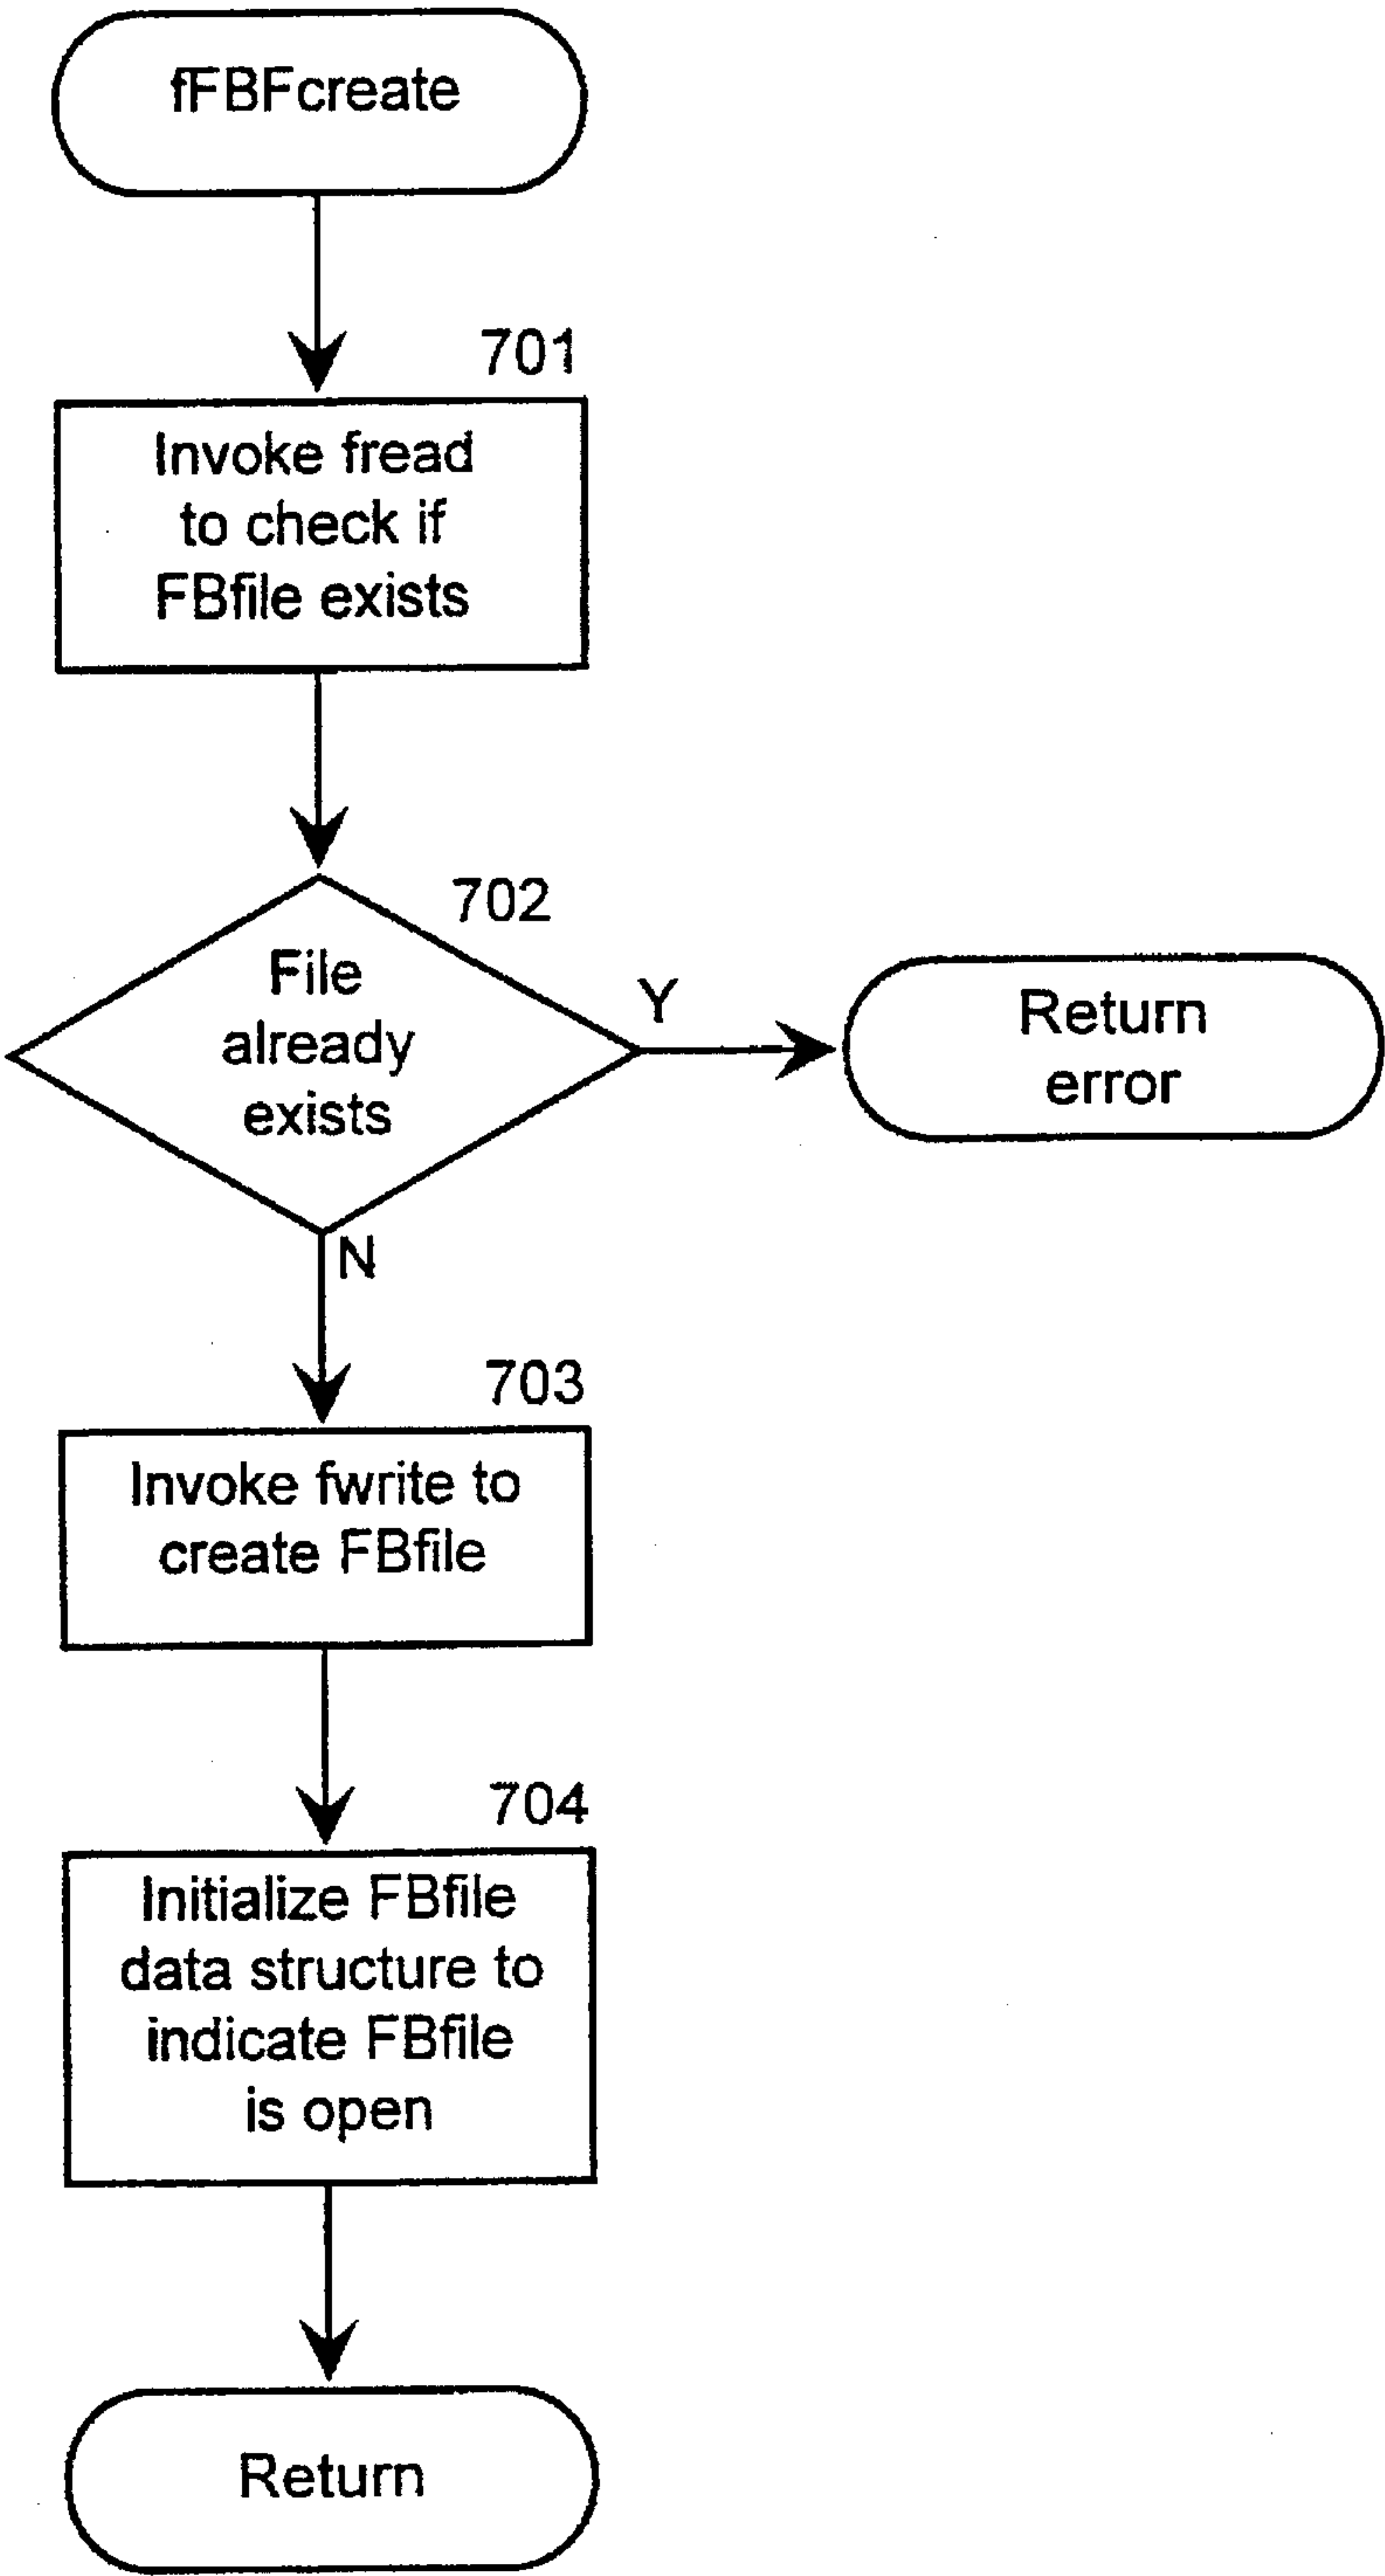 fFBFcreate
701
Invoke fread
to check if
FBfile exists
702
File
already
exists
Y
Return
error
N
703
Invoke fwrite to
create FBfile
704
Initialize FBfile
data structure to
indicate FBfile
is open
Return